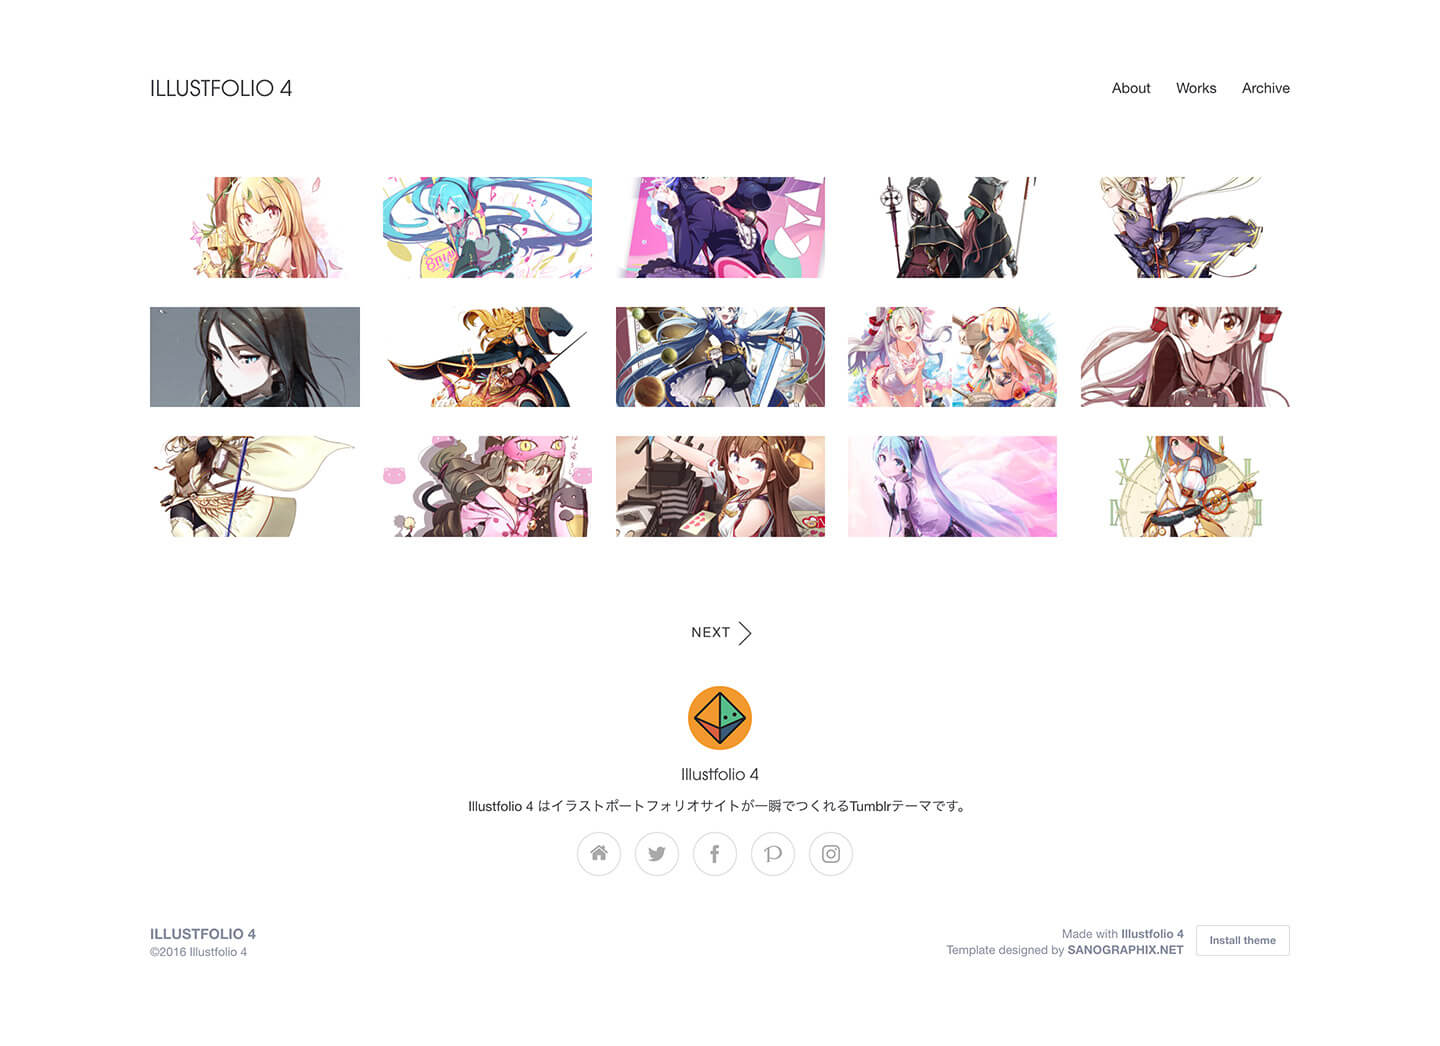 ILLUSTFOLIO 4
About
Works
Archive
8TH
NEXT
Illustfolio 4
Illustfolio 4 はイラストポートフォリオサイトが一瞬でつくれるTumblrテーマです。
ILLUSTFOLIO 4
©2016 Illustfolio 4
Made with Illustfolio 4
Template designed by SANOGRAPHIX.NET
Install theme